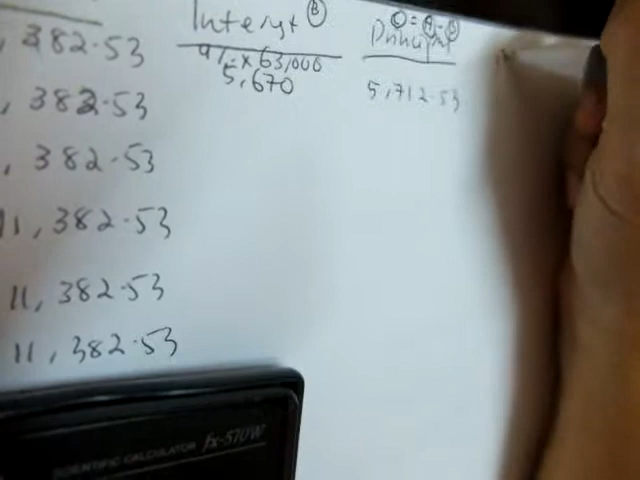 Interest Ⓑ
Ⓒ = Ⓐ - Ⓑ
Principal
, 382.53
9% x 63,000
5,670
5,712.53
, 382.53
, 382.53
11, 382.53
11, 382.53
11, 382.53
SCIENTIFIC CALCULATOR fx-570W